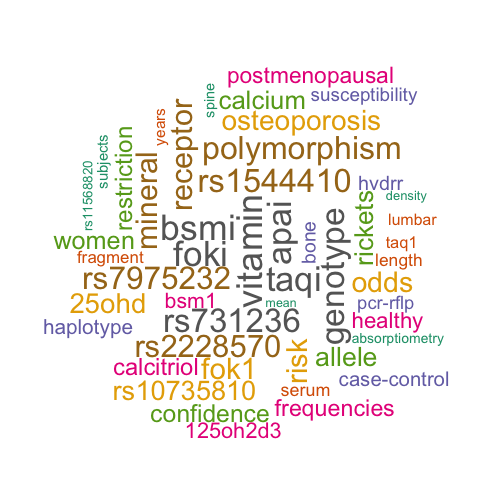 postmenopausal
susceptibility
spine
calcium
years
osteoporosis
receptor
restriction
subjects
rs11568820
mineral
polymorphism
rs1544410
hvdrr
density
women
bsmi
vitamin
apai
bone
genotype
rickets
lumbar
taq1
fragment
foki
length
rs7975232
taqi
odds
25ohd
bsm1
mean
pcr-rflp
haplotype
rs731236
healthy
absorptiometry
rs2228570
risk
allele
calcitriol
fok1
case-control
rs10735810
serum
confidence
frequencies
125oh2d3